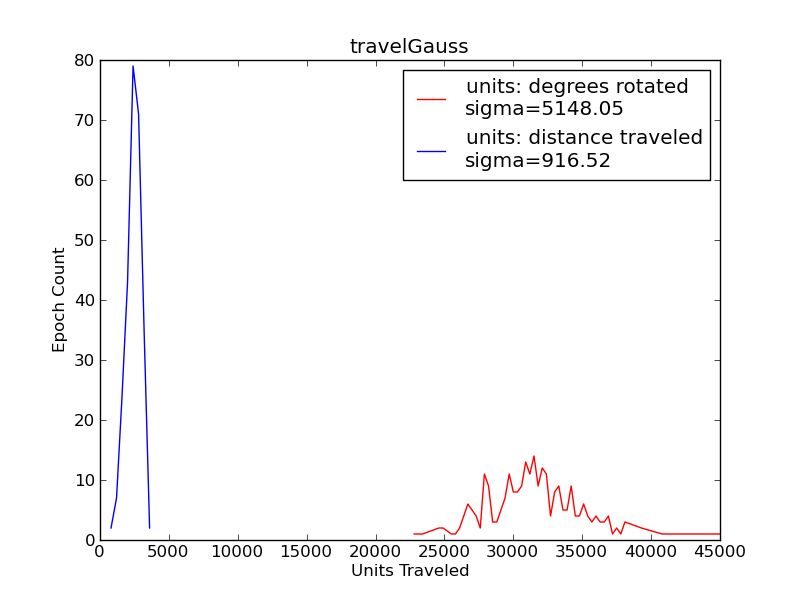 travelGauss
80
70
60
50
40
30
20
10
0
Epoch Count
units: degrees rotated
sigma=5148.05
units: distance traveled
sigma=916.52
0 5000 10000 15000 20000 25000 30000 35000 40000 45000
Units Traveled